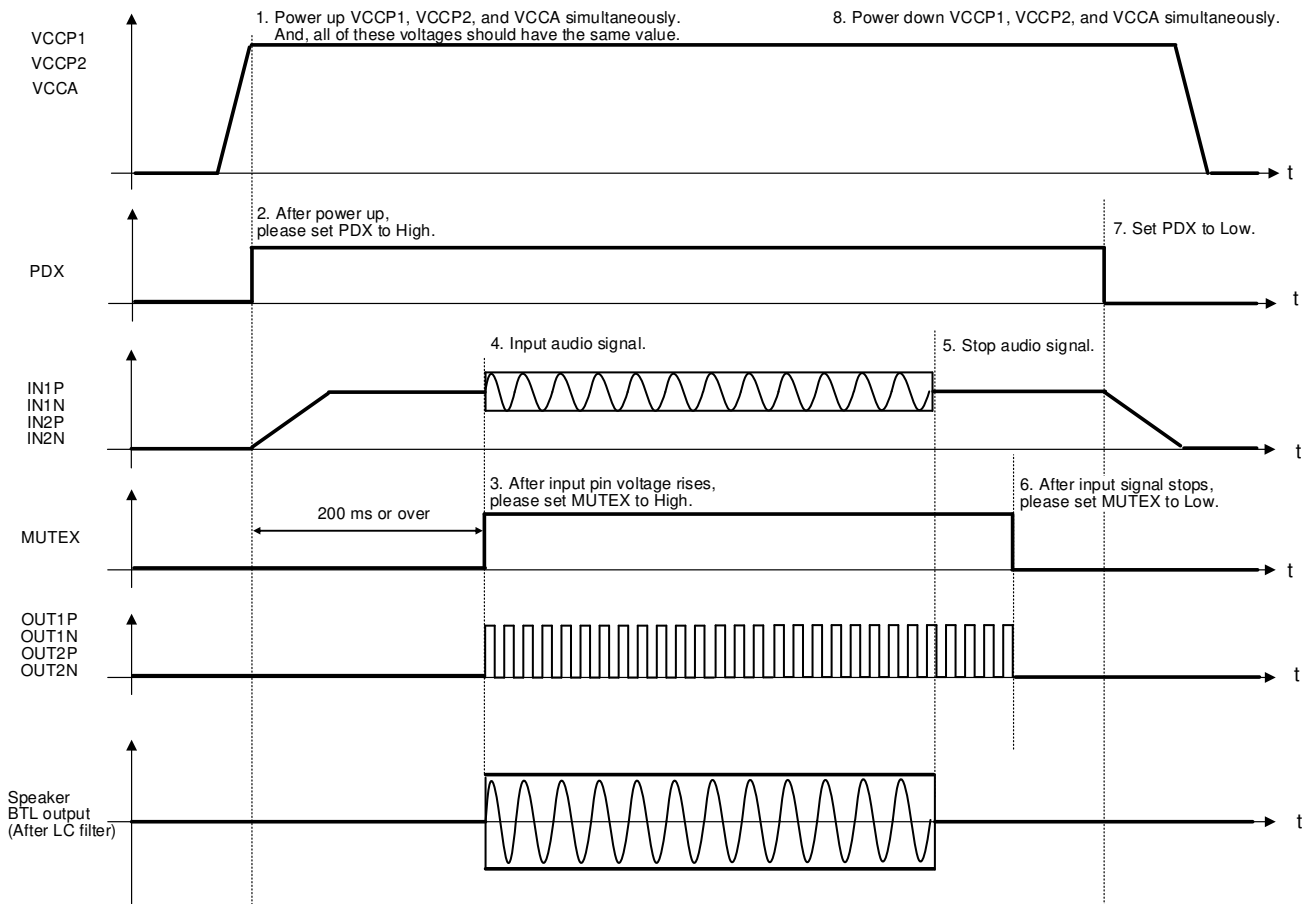 1. Power up VCCP1, VCCP2, and VCCA simultaneously.
And, all of these voltages should have the same value.
8. Power down VCCP1, VCCP2, and VCCA simultaneously.
VCCP1
VCCP2
VCCA
t
2. After power up,
please set PDX to High.
7. Set PDX to Low.
PDX
t
4. Input audio signal.
5. Stop audio signal.
IN1P
IN1N
IN2P
IN2N
t
3. After input pin voltage rises,
please set MUTEX to High.
6. After input signal stops,
please set MUTEX to Low.
200 ms or over
MUTEX
t
OUT1P
OUT1N
OUT2P
OUT2N
t
Speaker
BTL output
(After LC filter)
t